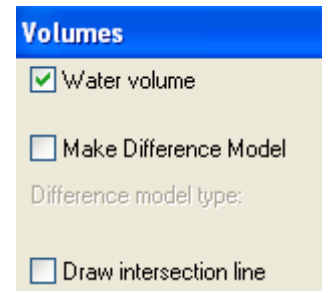 Volumes
Water volume
Make Difference Model
Difference model type:
Draw intersection line